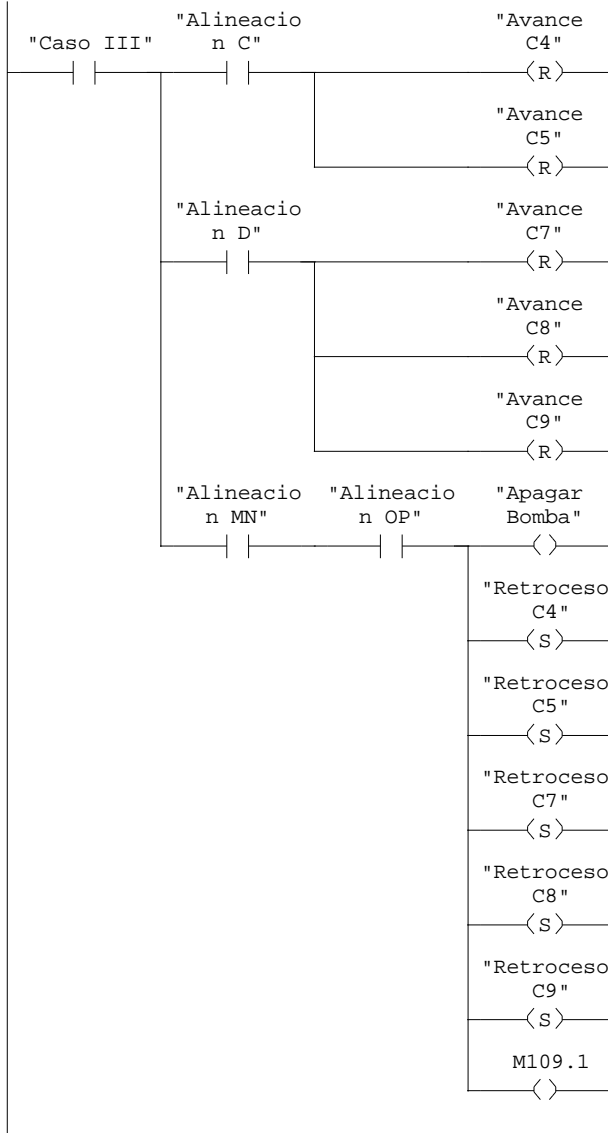 "Alineacio "Avance
"Caso III" n C" C4"
R
"Avance
C5"
R
"Alineacio "Avance
n D" C7"
R
"Avance
C8"
R
"Avance
C9"
R
"Alineacio "Alineacio "Apagar
n MN" n OP" Bomba"
"Retroceso
C4"
S
"Retroceso
C5"
S
"Retroceso
C7"
S
"Retroceso
C8"
S
"Retroceso
C9"
S
M109.1